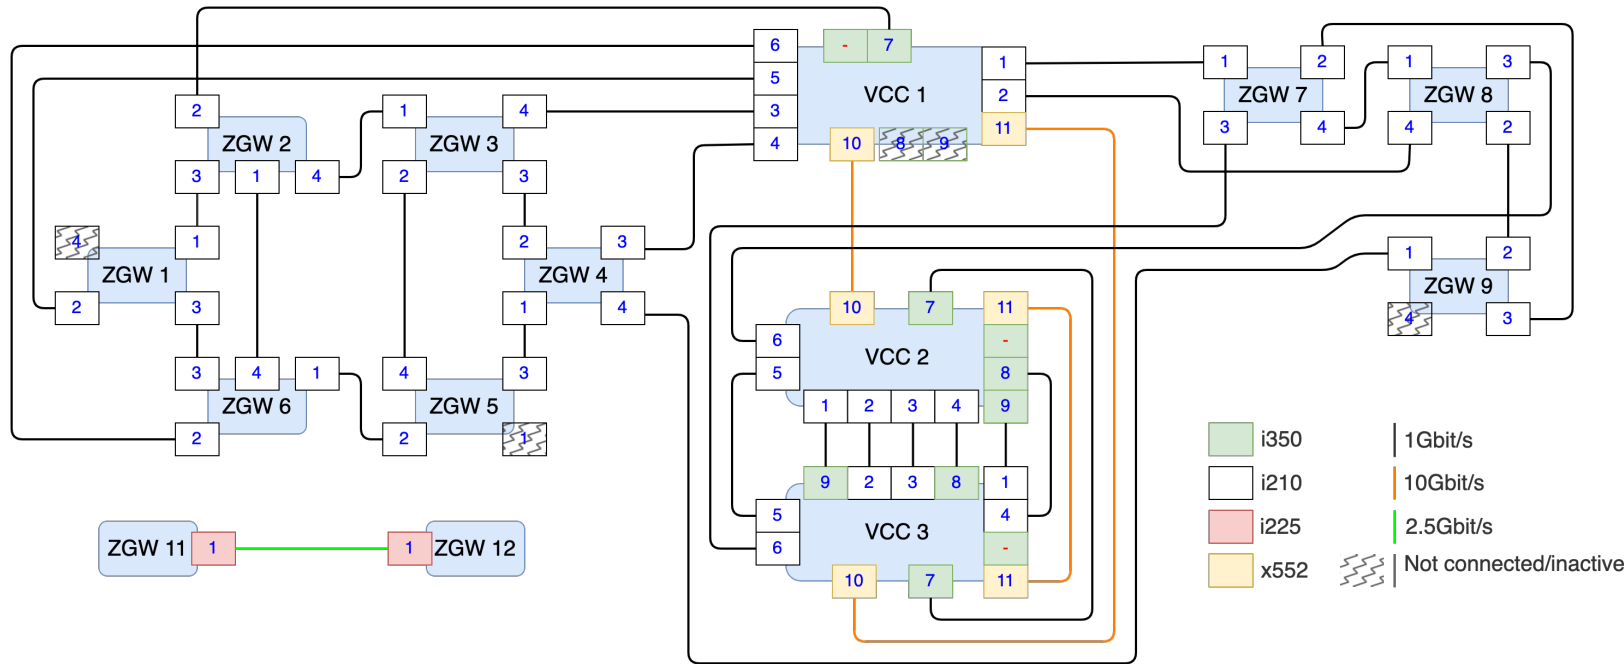 6 - 7 1 1 2 1 3
5 VCC 1 2 ZGW 7 ZGW 8
2 1 4 3 11 3 4 4 2
ZGW 2 ZGW 3 4 10 8 9
3 1 4 2 3
4 1 2 3 1 2
ZGW 1 ZGW 4 ZGW 9
2 3 1 4 10 7 11 4 3
6 VCC 2 -
3 4 1 4 3 5 8
ZGW 6 ZGW 5 1 2 3 4 9
2 2 1 i350 1Gbit/s
9 2 3 8 1 i210 10Gbit/s
5 VCC 3 4 i225 2.5Gbit/s
ZGW 11 1 1 ZGW 12 6 -
10 7 11 x552 Not connected/inactive